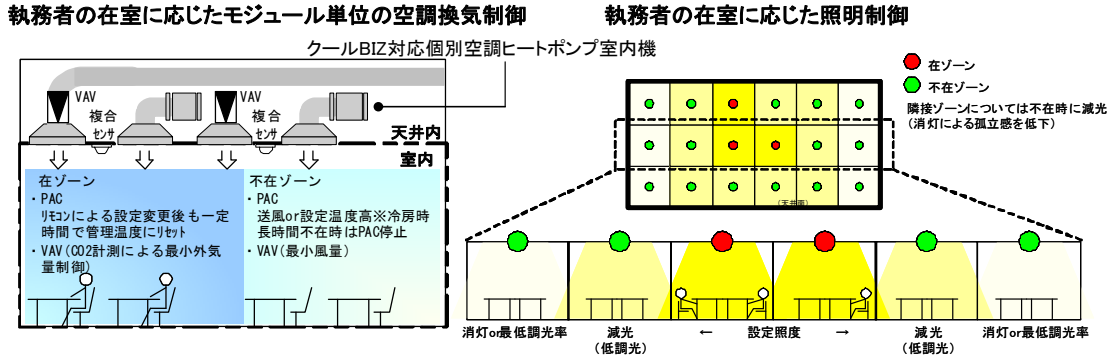 執務者の在室に応じたモジュール単位の空調換気制御
執務者の在室に応じた照明制御
クールBIZ対応個別空調ヒートポンプ室内機
VAV
複合
センサ
VAV
複合
センサ
天井内
室内
在ゾーン
・PAC
リモコンによる設定変更後も一定
時間で管理温度にリセット
・VAV(CO2計測による最小外気
量制御)
不在ゾーン
・PAC
送風or設定温度高※冷房時
長時間不在時はPAC停止
・VAV(最小風量)
在ゾーン
不在ゾーン
隣接ゾーンについては不在時に減光
(消灯による孤立感を低下)
(天井面)
消灯or最低調光率
減光
(低調光)
← 設定照度 →
減光
(低調光)
消灯or最低調光率